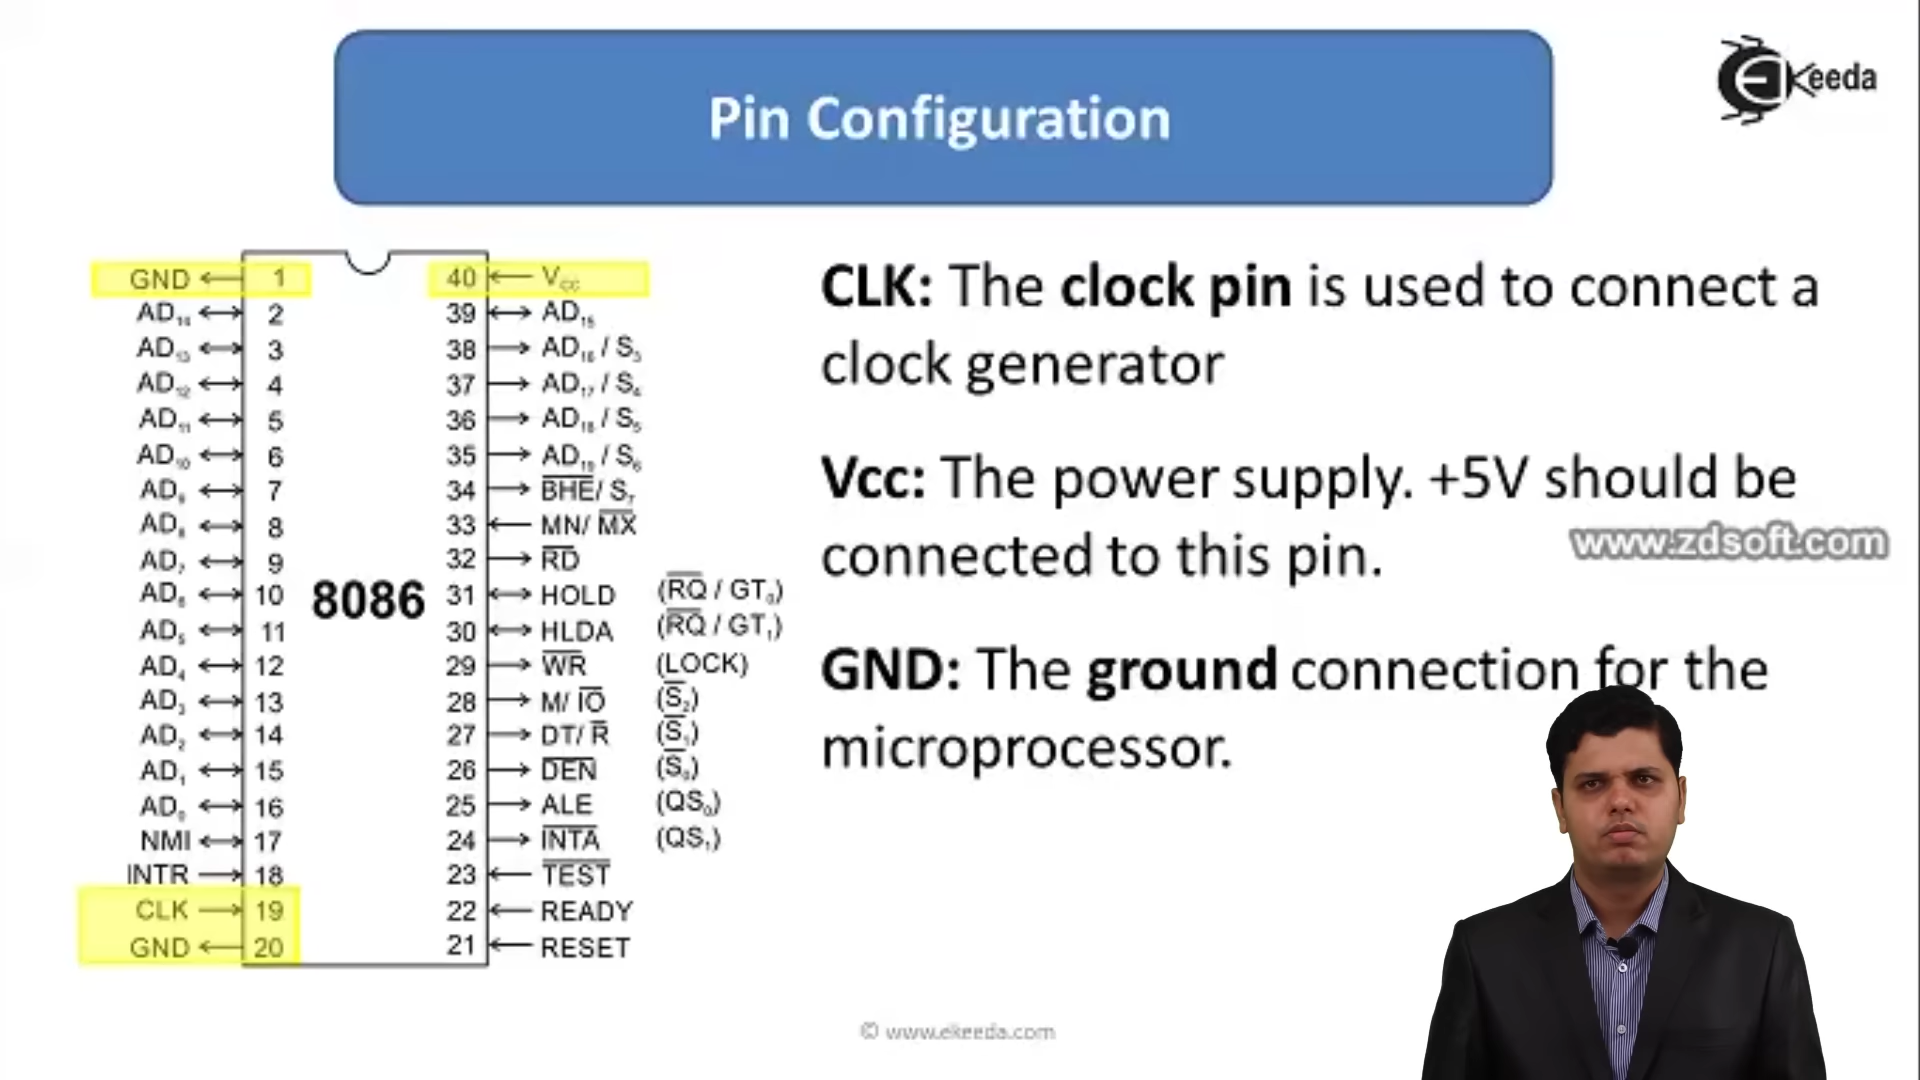 Pin Configuration
Ekeeda
GND 1 40 Vcc
AD14 2 39 AD15
AD13 3 38 AD16 / S3
AD12 4 37 AD17 / S4
AD11 5 36 AD18 / S5
AD10 6 35 AD19 / S6
AD9 7 34 BHE/ S7
AD8 8 33 MN/ MX
AD7 9 32 RD
AD6 10 31 HOLD (RQ / GT0)
AD5 11 30 HLDA (RQ / GT1)
AD4 12 29 WR (LOCK)
AD3 13 28 M/ IO (S2)
AD2 14 27 DT/ R (S1)
AD1 15 26 DEN (S0)
AD0 16 25 ALE (QS0)
NMI 17 24 INTA (QS1)
INTR 18 23 TEST
CLK 19 22 READY
GND 20 21 RESET
8086
CLK: The clock pin is used to connect a
clock generator
Vcc: The power supply. +5V should be
connected to this pin.
www.zdsoft.com
GND: The ground connection for the
microprocessor.
© www.ekeeda.com